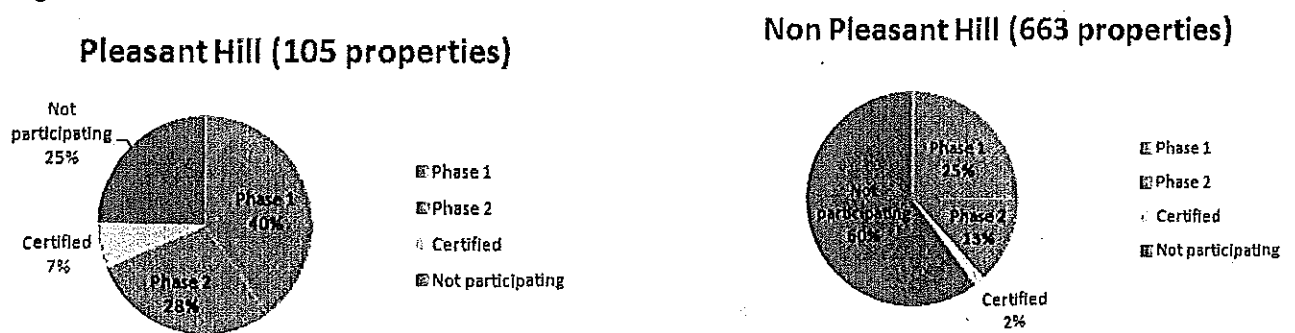 Pleasant Hill (105 properties)
Not
participating
25%
Phase 1
40%
Certified
7%
Phase 2
28%
Phase 1
Phase 2
Certified
Not participating
Non Pleasant Hill (663 properties)
Phase 1
25%
Not
participating
60%
Phase 2
13%
Certified
2%
Phase 1
Phase 2
Certified
Not participating